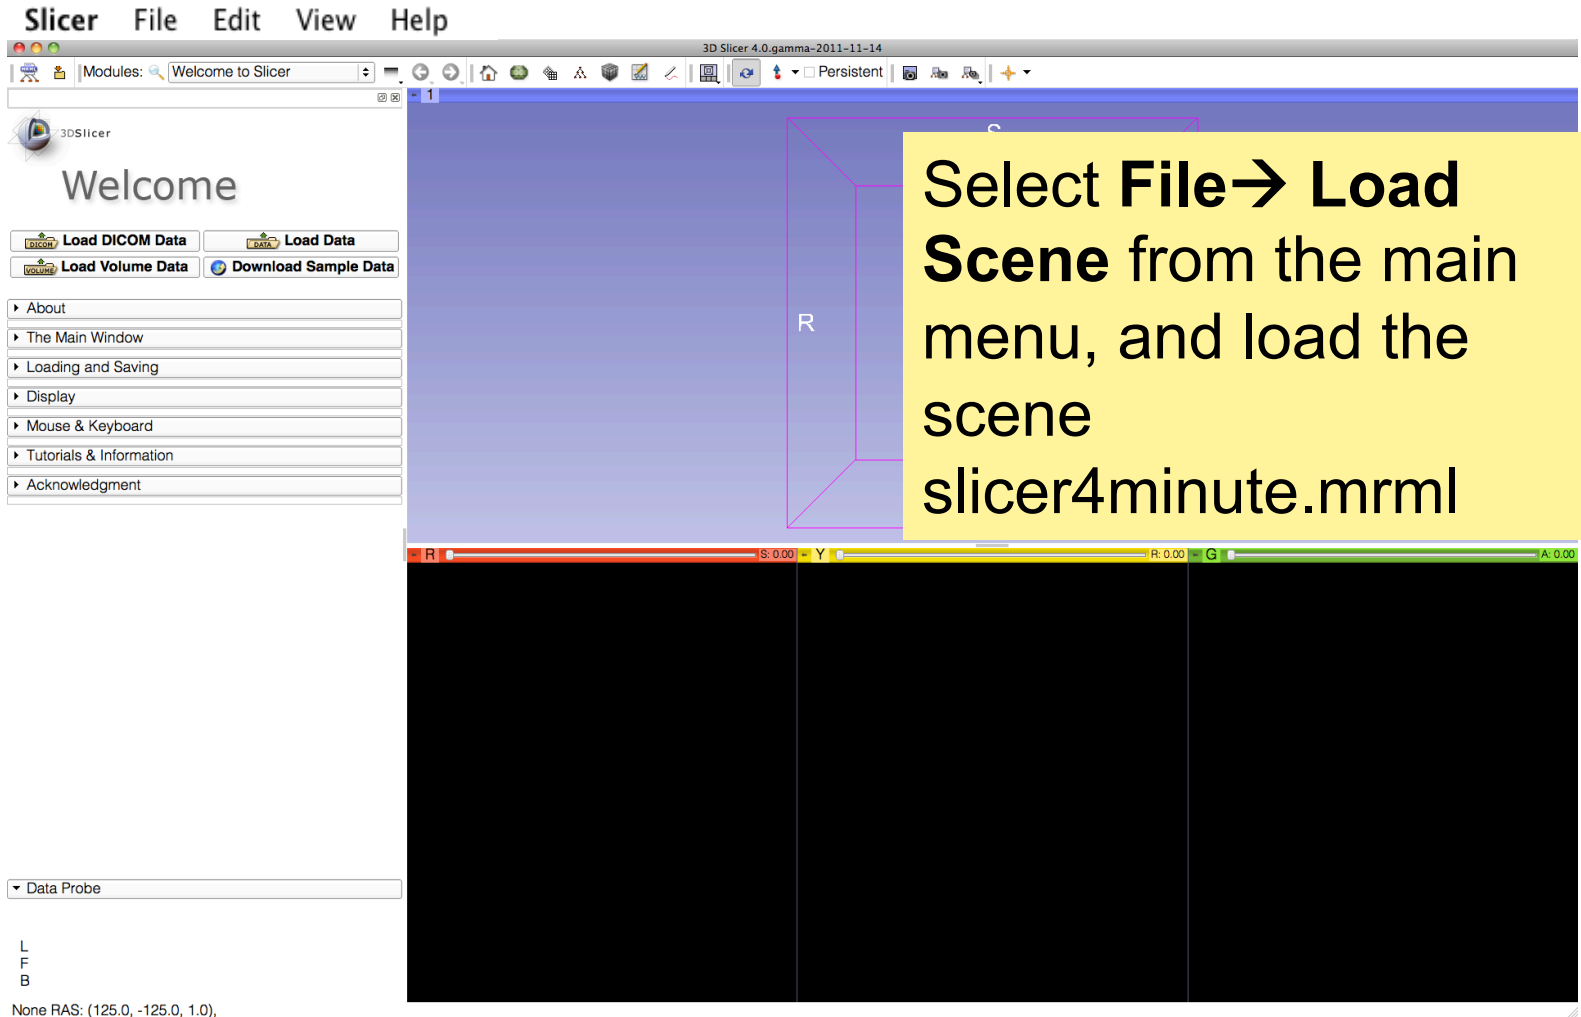 Slicer File Edit View Help
3D Slicer 4.0.gamma-2011-11-14
Modules: Welcome to Slicer
Persistent
1
3DSlicer
Welcome
DICOM Load DICOM Data
DATA Load Data
VOLUME Load Volume Data
Download Sample Data
About
The Main Window
Loading and Saving
Display
Mouse & Keyboard
Tutorials & Information
Acknowledgment
R
Select File→ Load
Scene from the main
menu, and load the
scene
slicer4minute.mrml
R S: 0.00
Y R: 0.00
G A: 0.00
Data Probe
L
F
B
None RAS: (125.0, -125.0, 1.0),